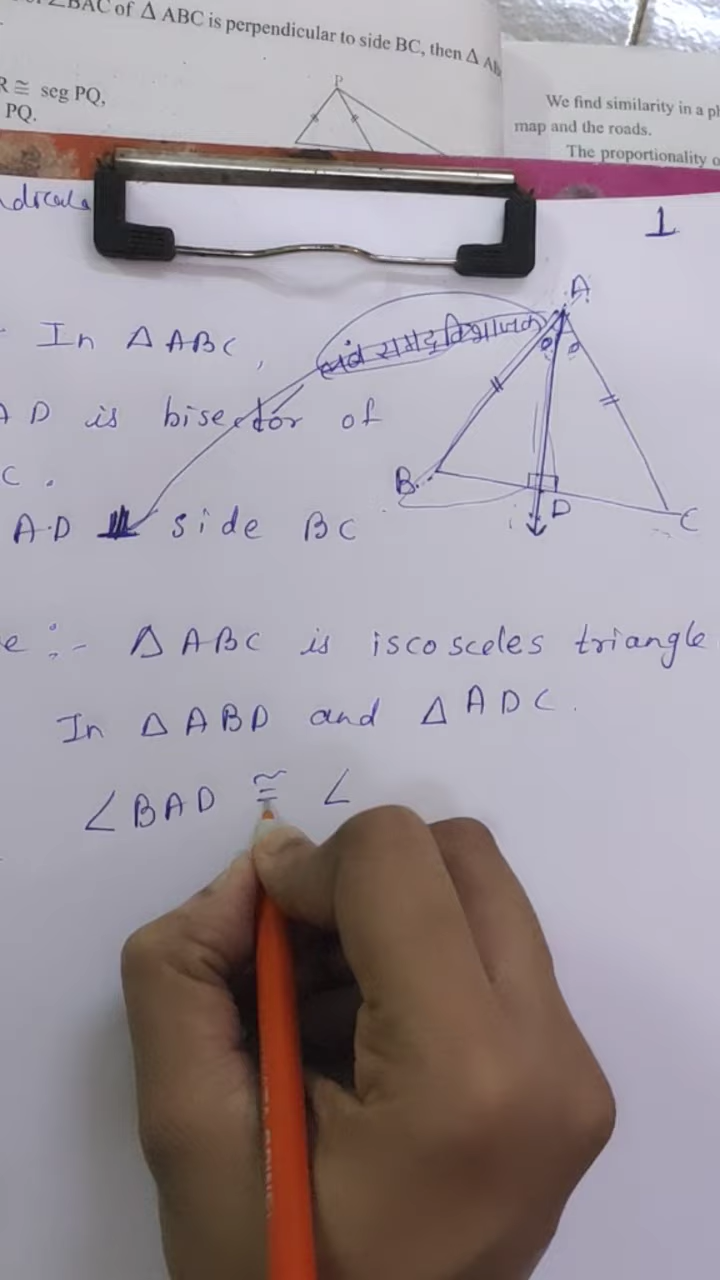 ∠BAC of Δ ABC is perpendicular to side BC, then Δ
≅ seg PQ,
PQ.
P
We find similarity in a
map and the roads.
The proportionality
1
In Δ ABC,
A
D is bisector of
C.
B
D
C
AD side BC
:- Δ ABC is iscosceles triangle
In Δ ABD and Δ ADC.
∠BAD ≅ ∠